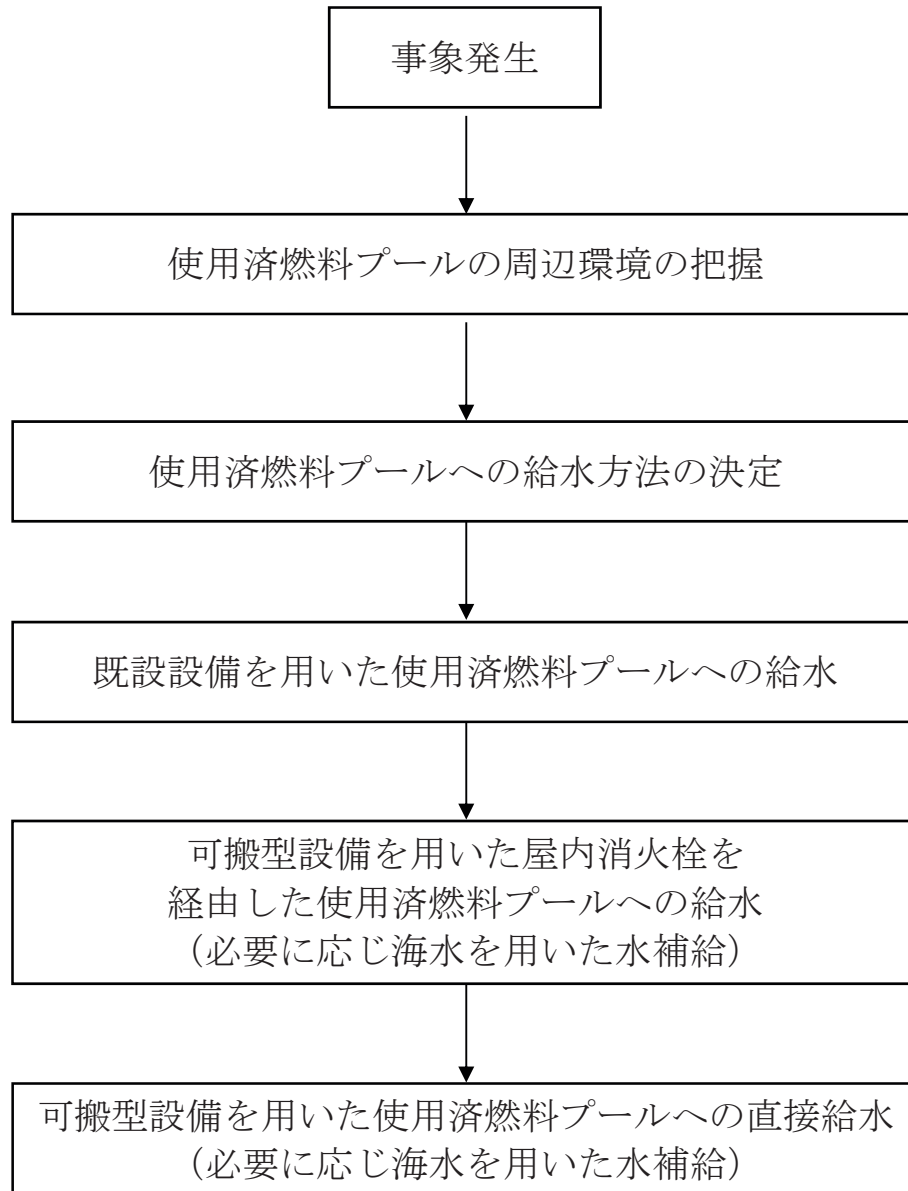 事象発生
使用済燃料プールの周辺環境の把握
使用済燃料プールへの給水方法の決定
既設設備を用いた使用済燃料プールへの給水
可搬型設備を用いた屋内消火栓を
経由した使用済燃料プールへの給水
（必要に応じ海水を用いた水補給）
可搬型設備を用いた使用済燃料プールへの直接給水
（必要に応じ海水を用いた水補給）